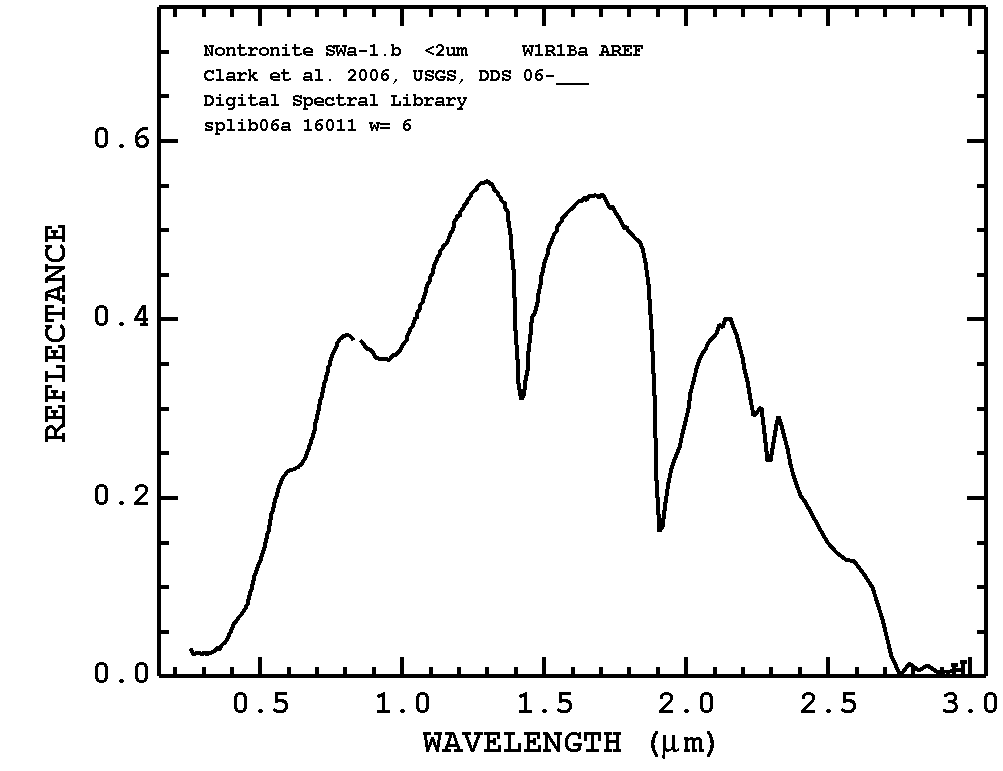 Nontronite SWa-1.b <2um W1R1Ba AREF
Clark et al. 2006, USGS, DDS 06-___
Digital Spectral Library
splib06a 16011 w= 6
0.6
0.4
0.2
0.0
REFLECTANCE
0.5 1.0 1.5 2.0 2.5 3.0
WAVELENGTH (μm)